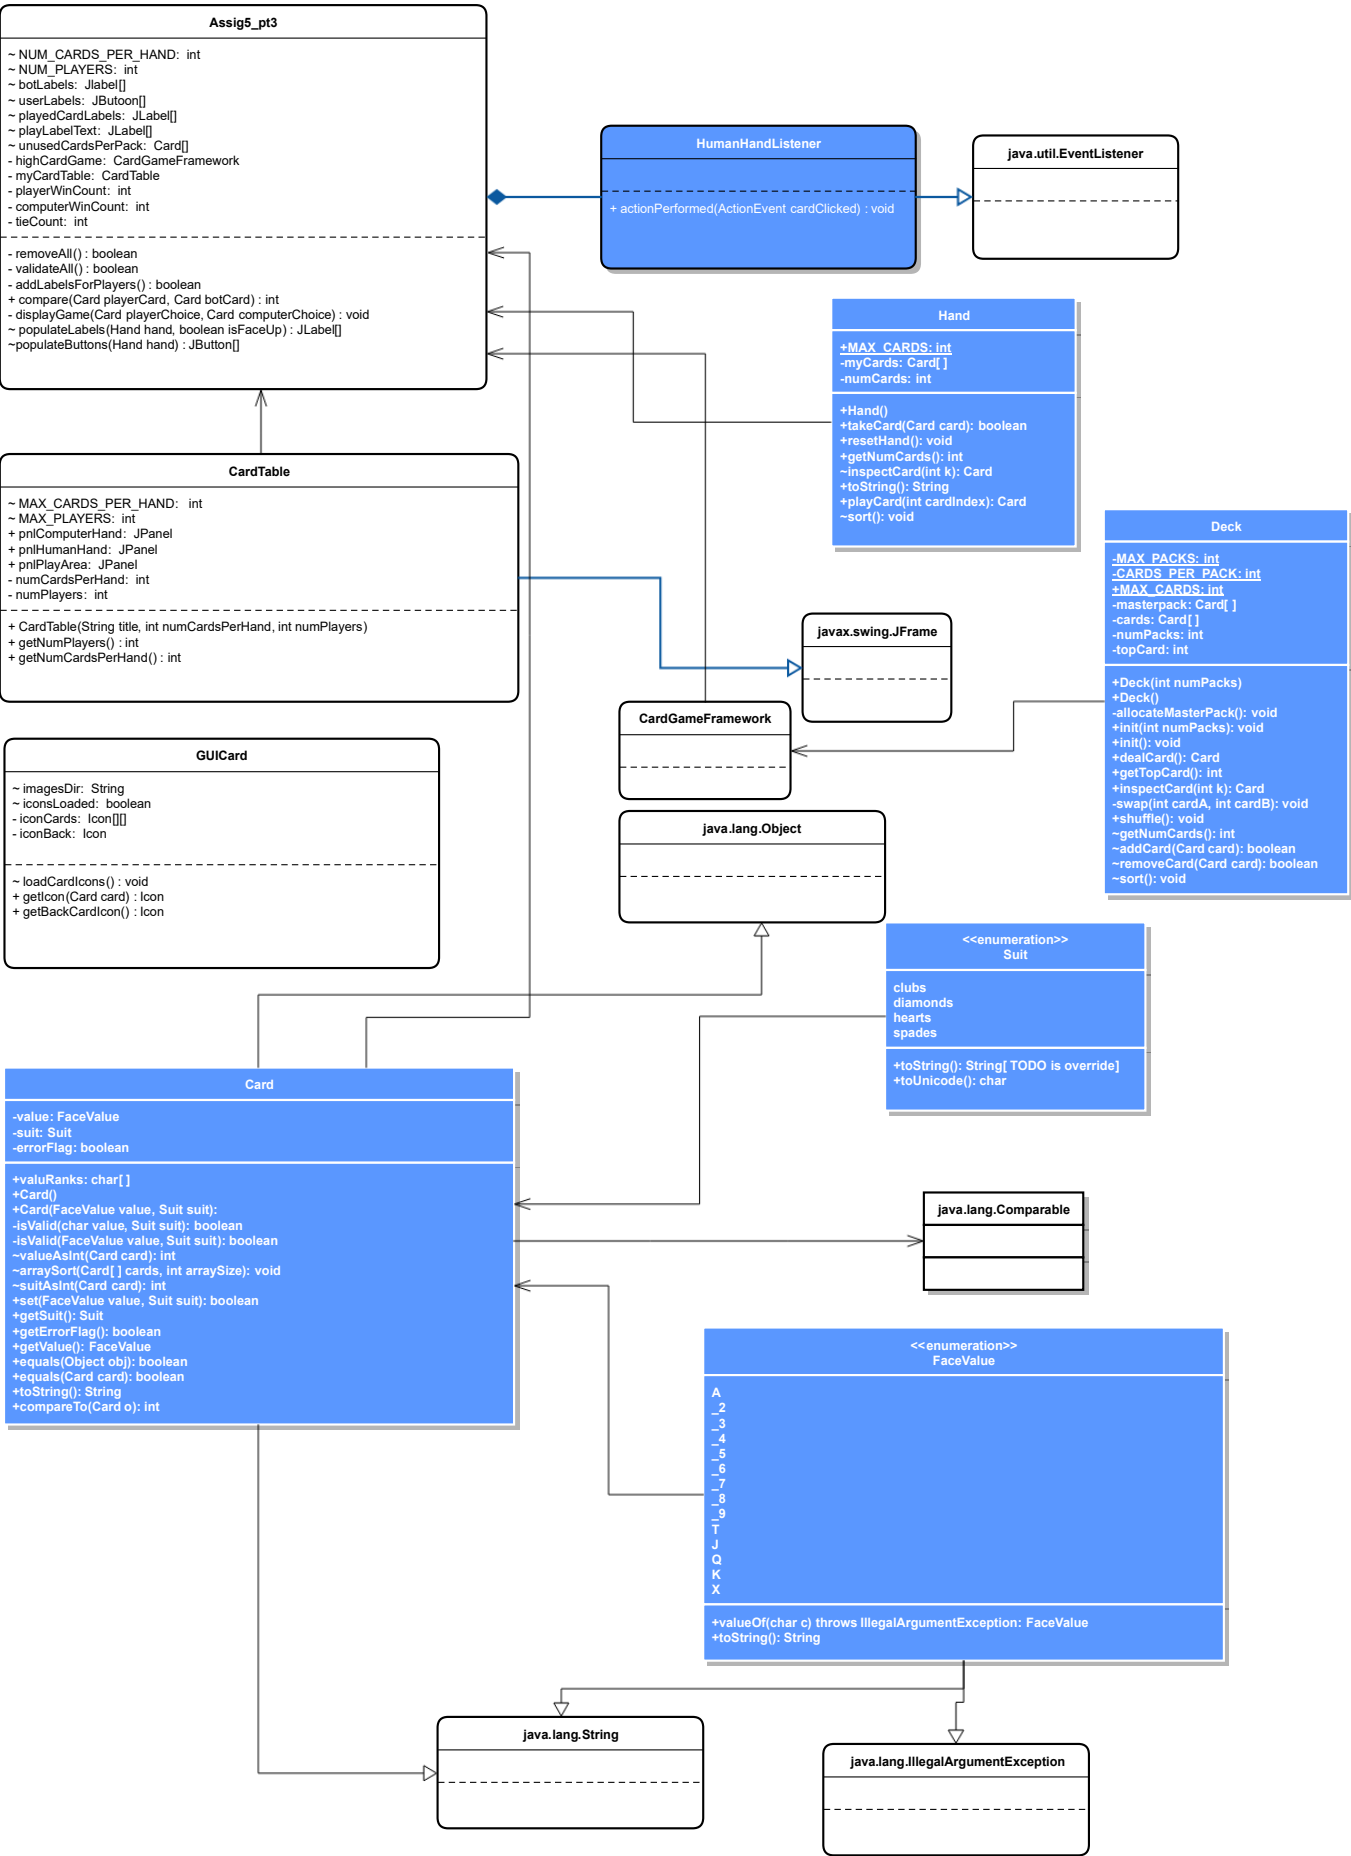 Assig5_pt3
~ NUM_CARDS_PER_HAND: int
~ NUM_PLAYERS: int
~ botLabels: Jlabel[]
~ userLabels: JButoon[]
~ playedCardLabels: JLabel[]
~ playLabelText: JLabel[]
~ unusedCardsPerPack: Card[]
- highCardGame: CardGameFramework
- myCardTable: CardTable
- playerWinCount: int
- computerWinCount: int
- tieCount: int
- removeAll() : boolean
- validateAll() : boolean
- addLabelsForPlayers() : boolean
+ compare(Card playerCard, Card botCard) : int
- displayGame(Card playerChoice, Card computerChoice) : void
~ populateLabels(Hand hand, boolean isFaceUp) : JLabel[]
~populateButtons(Hand hand) : JButton[]
HumanHandListener
+ actionPerformed(ActionEvent cardClicked) : void
java.util.EventListener
Hand
+MAX_CARDS: int
-myCards: Card[ ]
-numCards: int
+Hand()
+takeCard(Card card): boolean
+resetHand(): void
+getNumCards(): int
~inspectCard(int k): Card
+toString(): String
+playCard(int cardIndex): Card
~sort(): void
CardTable
~ MAX_CARDS_PER_HAND: int
~ MAX_PLAYERS: int
+ pnlComputerHand: JPanel
+ pnlHumanHand: JPanel
+ pnlPlayArea: JPanel
- numCardsPerHand: int
- numPlayers: int
+ CardTable(String title, int numCardsPerHand, int numPlayers)
+ getNumPlayers() : int
+ getNumCardsPerHand() : int
Deck
-MAX_PACKS: int
-CARDS_PER_PACK: int
+MAX_CARDS: int
-masterpack: Card[ ]
-cards: Card[ ]
-numPacks: int
-topCard: int
+Deck(int numPacks)
+Deck()
-allocateMasterPack(): void
+init(int numPacks): void
+init(): void
+dealCard(): Card
+getTopCard(): int
+inspectCard(int k): Card
-swap(int cardA, int cardB): void
+shuffle(): void
~getNumCards(): int
~addCard(Card card): boolean
~removeCard(Card card): boolean
~sort(): void
javax.swing.JFrame
CardGameFramework
GUICard
~ imagesDir: String
~ iconsLoaded: boolean
- iconCards: Icon[][]
- iconBack: Icon
~ loadCardIcons() : void
+ getIcon(Card card) : Icon
+ getBackCardIcon() : Icon
java.lang.Object
<<enumeration>>
Suit
clubs
diamonds
hearts
spades
+toString(): String[ TODO is override]
+toUnicode(): char
Card
-value: FaceValue
-suit: Suit
-errorFlag: boolean
+valuRanks: char[ ]
+Card()
+Card(FaceValue value, Suit suit):
-isValid(char value, Suit suit): boolean
-isValid(FaceValue value, Suit suit): boolean
~valueAsInt(Card card): int
~arraySort(Card[ ] cards, int arraySize): void
~suitAsInt(Card card): int
+set(FaceValue value, Suit suit): boolean
+getSuit(): Suit
+getErrorFlag(): boolean
+getValue(): FaceValue
+equals(Object obj): boolean
+equals(Card card): boolean
+toString(): String
+compareTo(Card o): int
java.lang.Comparable
<<enumeration>>
FaceValue
A
_2
_3
_4
_5
_6
_7
_8
_9
T
J
Q
K
X
+valueOf(char c) throws IllegalArgumentException: FaceValue
+toString(): String
java.lang.String
java.lang.IllegalArgumentException